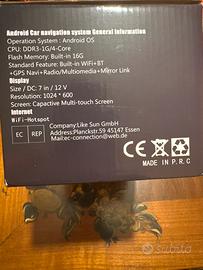 Android Car navigation system General Information
Operation System : Android OS
CPU: DDR3-1G/4-Core
Flash Memory: Built-in 16G
Standard Feature: Built-in WiFi+BT
+GPS Navi+Radio/Multiomedia+Mirror Link
Display
Size / DC: 7 in / 12 V
Resolution: 1024 * 600
Screen: Capactive Multi-touch Screen
Internet
WiFi-Hotspot
EC REP
Company:Like Sun GmbH
Address:Planckstr.59 45147 Essen
Mail:ec-connection@web.de
CE
MADE IN P.R.C
Subito